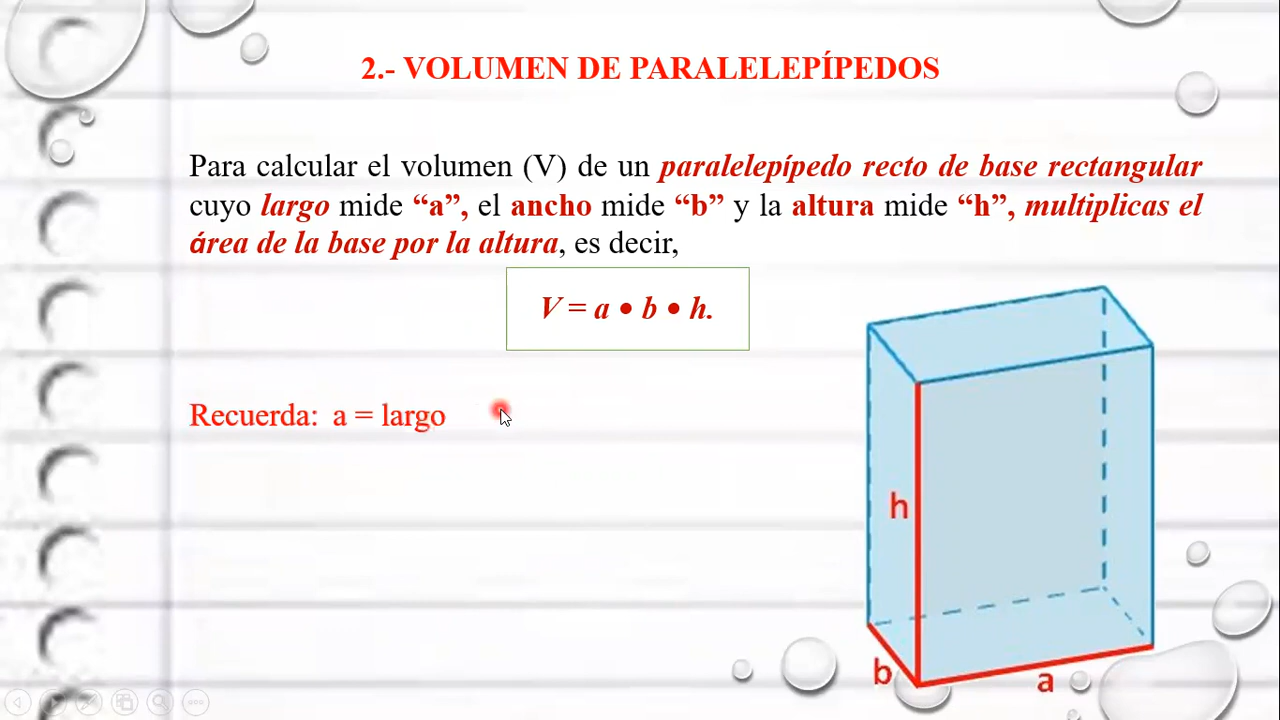 2.- VOLUMEN DE PARALELEPÍPEDOS
Para calcular el volumen (V) de un paralelepípedo recto de base rectangular
cuyo largo mide “a”, el ancho mide “b” y la altura mide “h”, multiplicas el
área de la base por la altura, es decir,
V = a • b • h.
Recuerda: a = largo
h
b
a